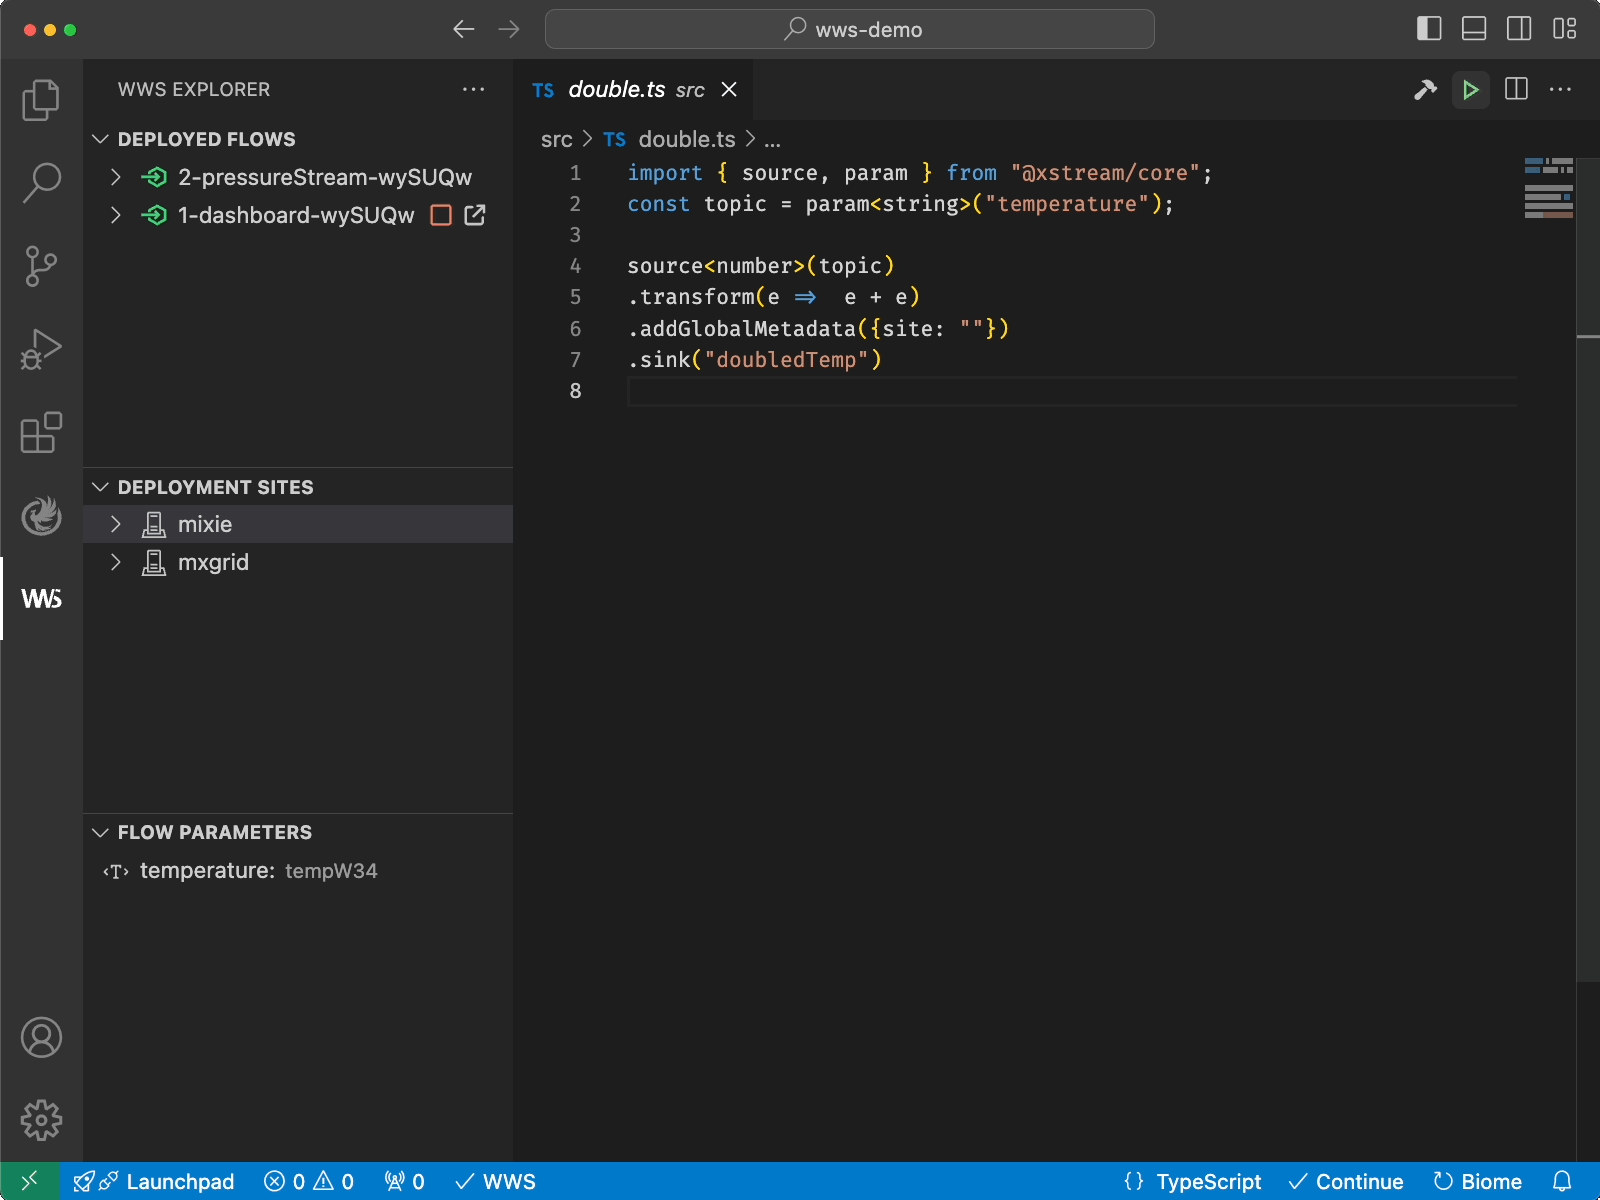 wws-demo
WWS EXPLORER
DEPLOYED FLOWS
2-pressureStream-wySUQw
1-dashboard-wySUQw
DEPLOYMENT SITES
mixie
mxgrid
FLOW PARAMETERS
<T> temperature: tempW34
WWS
TS double.ts src
src > TS double.ts > ...
1 import { source, param } from "@xstream/core";
2 const topic = param<string>("temperature");
3
4 source<number>(topic)
5 .transform(e => e + e)
6 .addGlobalMetadata({site: ""})
7 .sink("doubledTemp")
8
Launchpad 0 0 0 WWS {} TypeScript Continue Biome